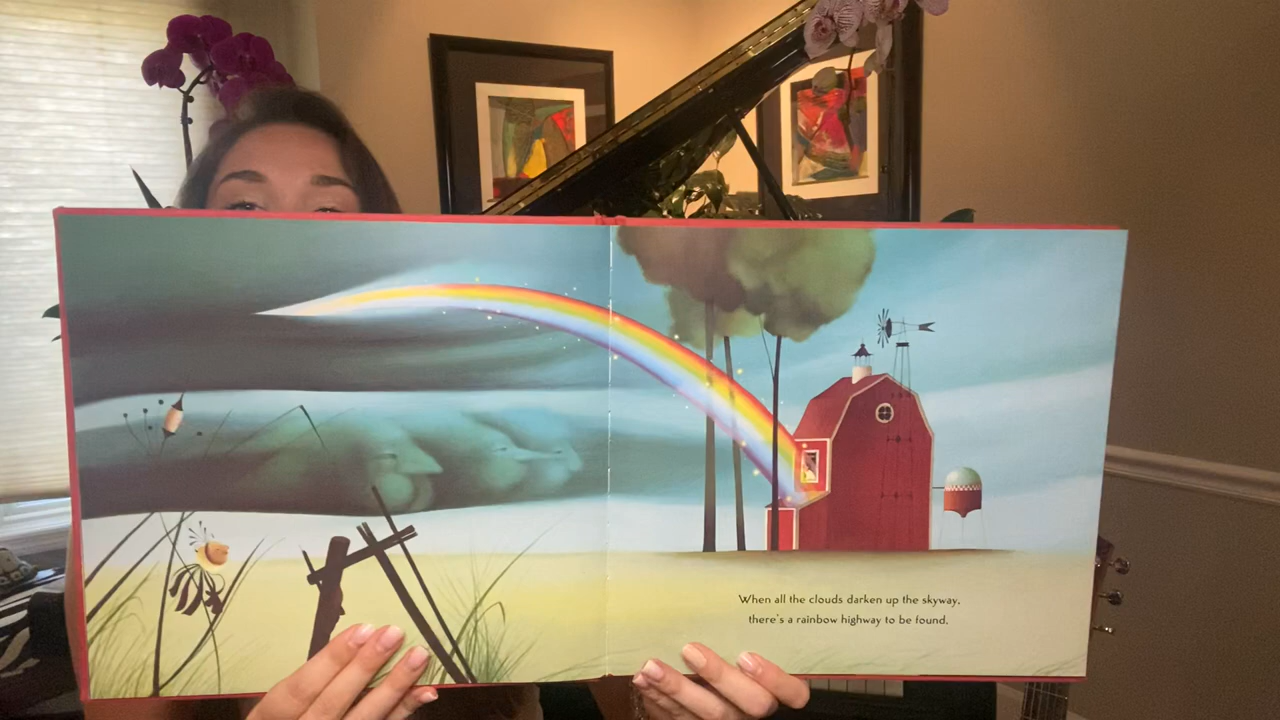 When all the clouds darken up the skyway,
there's a rainbow highway to be found,